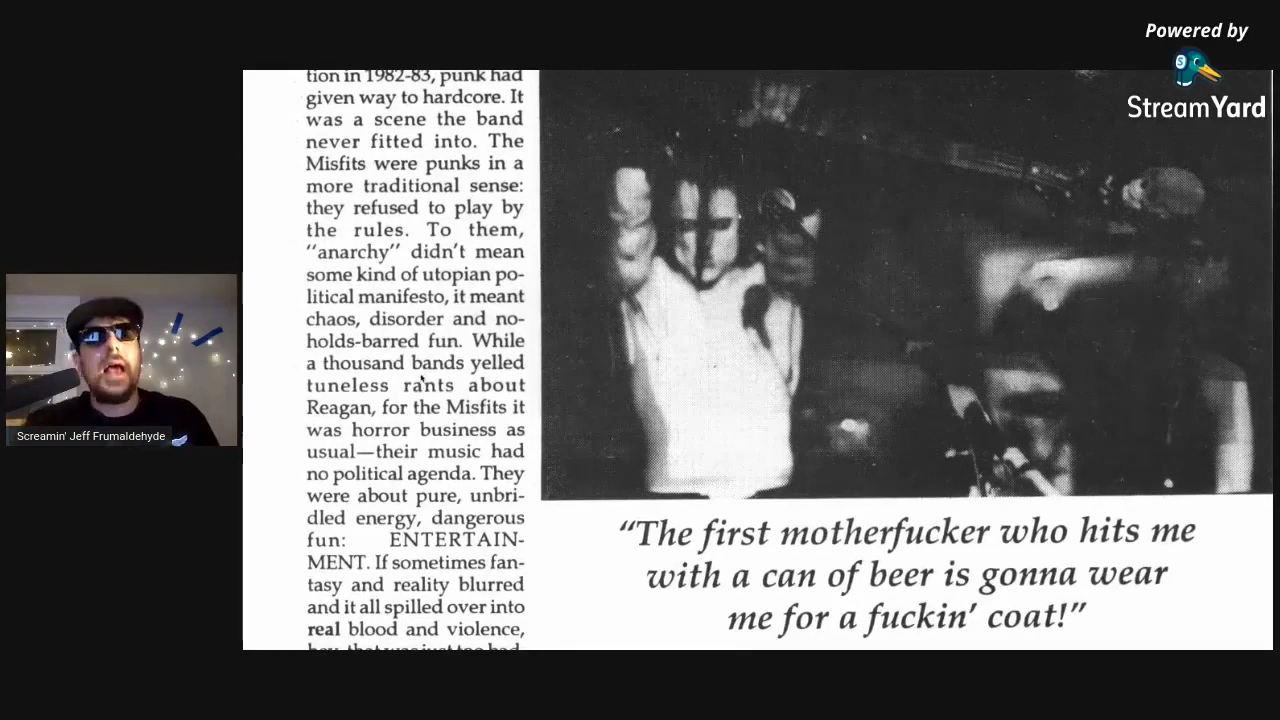 Powered by
StreamYard
tion in 1982-83, punk had
given way to hardcore. It
was a scene the band
never fitted into. The
Misfits were punks in a
more traditional sense:
they refused to play by
the rules. To them,
“anarchy” didn’t mean
some kind of utopian po-
litical manifesto, it meant
chaos, disorder and no-
holds-barred fun. While
a thousand bands yelled
tuneless rants about
Reagan, for the Misfits it
was horror business as
usual—their music had
no political agenda. They
were about pure, unbri-
dled energy, dangerous
fun: ENTERTAIN-
MENT. If sometimes fan-
tasy and reality blurred
and it all spilled over into
real blood and violence,
hey, that was just too bad.
“The first motherfucker who hits me
with a can of beer is gonna wear
me for a fuckin’ coat!”
Screamin' Jeff Frumaldehyde